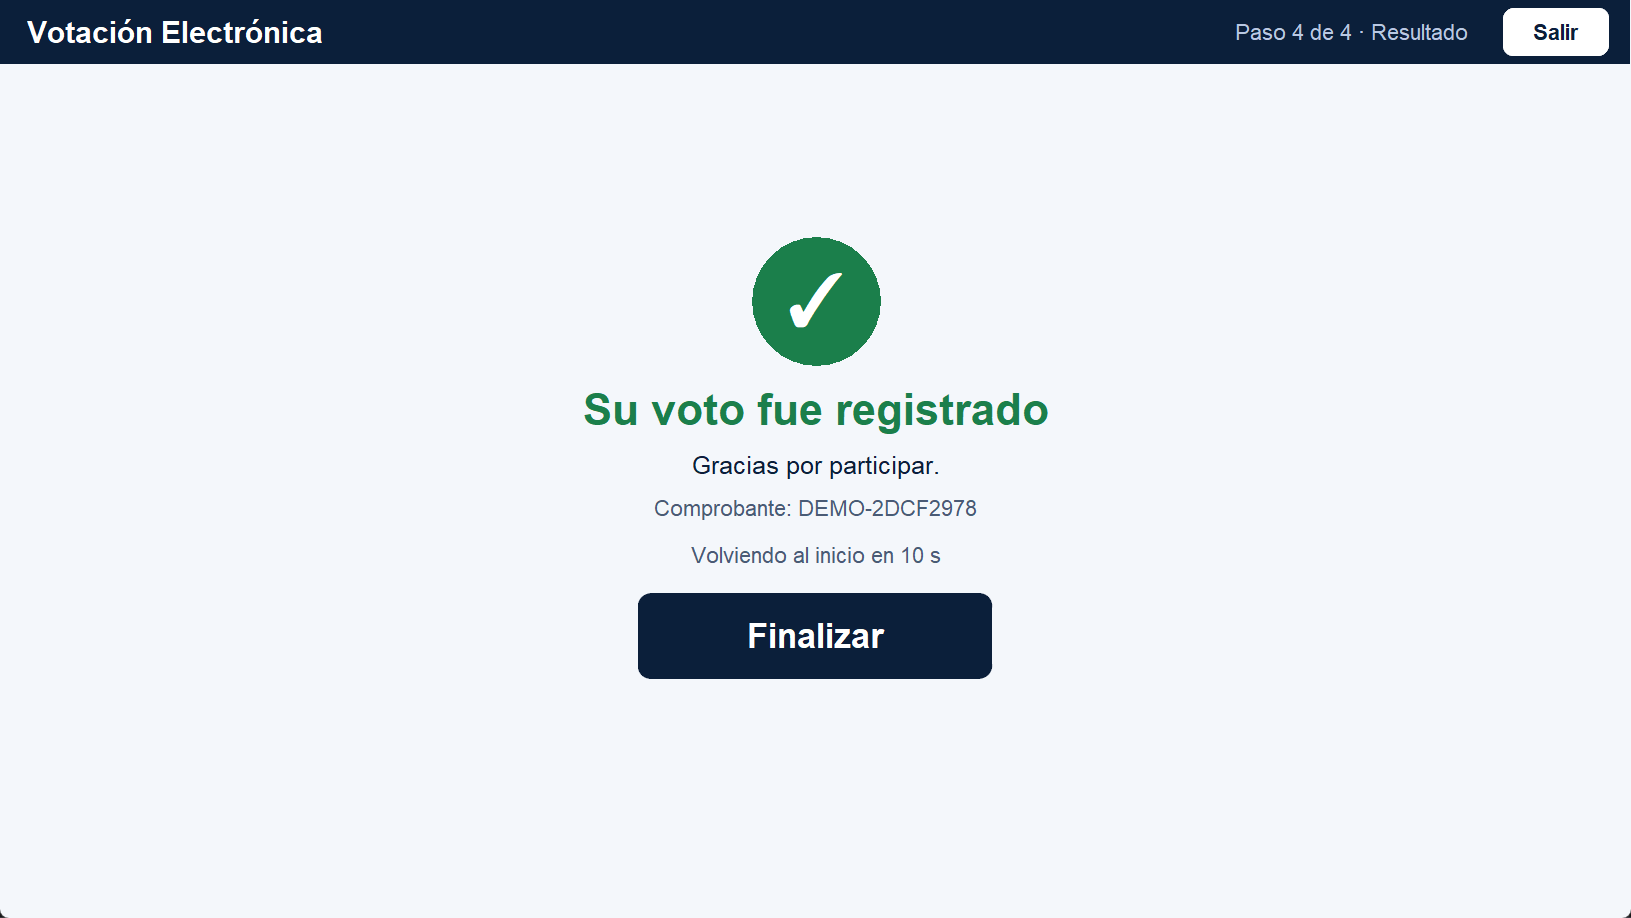 Votación Electrónica
Paso 4 de 4 · Resultado
Salir
Su voto fue registrado
Gracias por participar.
Comprobante: DEMO-2DCF2978
Volviendo al inicio en 10 s
Finalizar